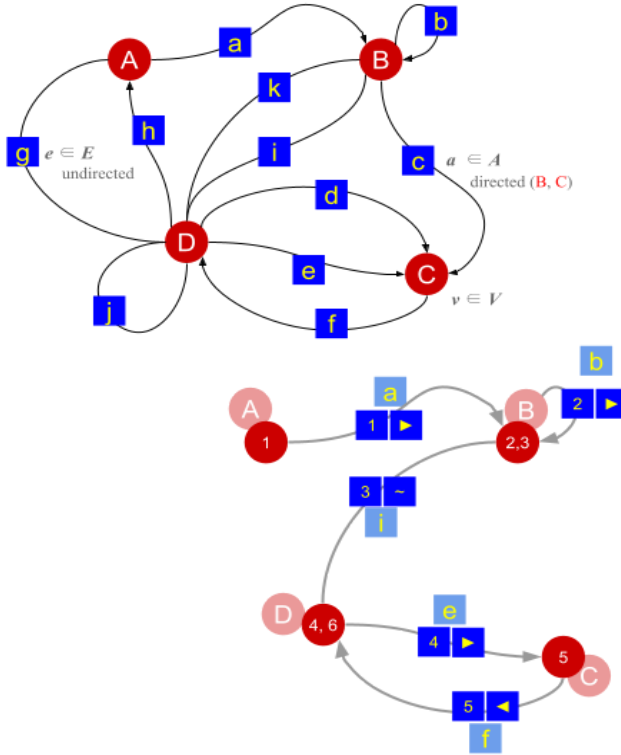 a
b
A
B
k
h
g
e ∈ E
undirected
i
c
a ∈ A
directed (B, C)
d
D
e
C
j
f
v ∈ V
b
a
A
B
1
1 ►
2,3
2 ►
3 ~
i
D
4, 6
e
4 ►
5
C
5 ◄
f